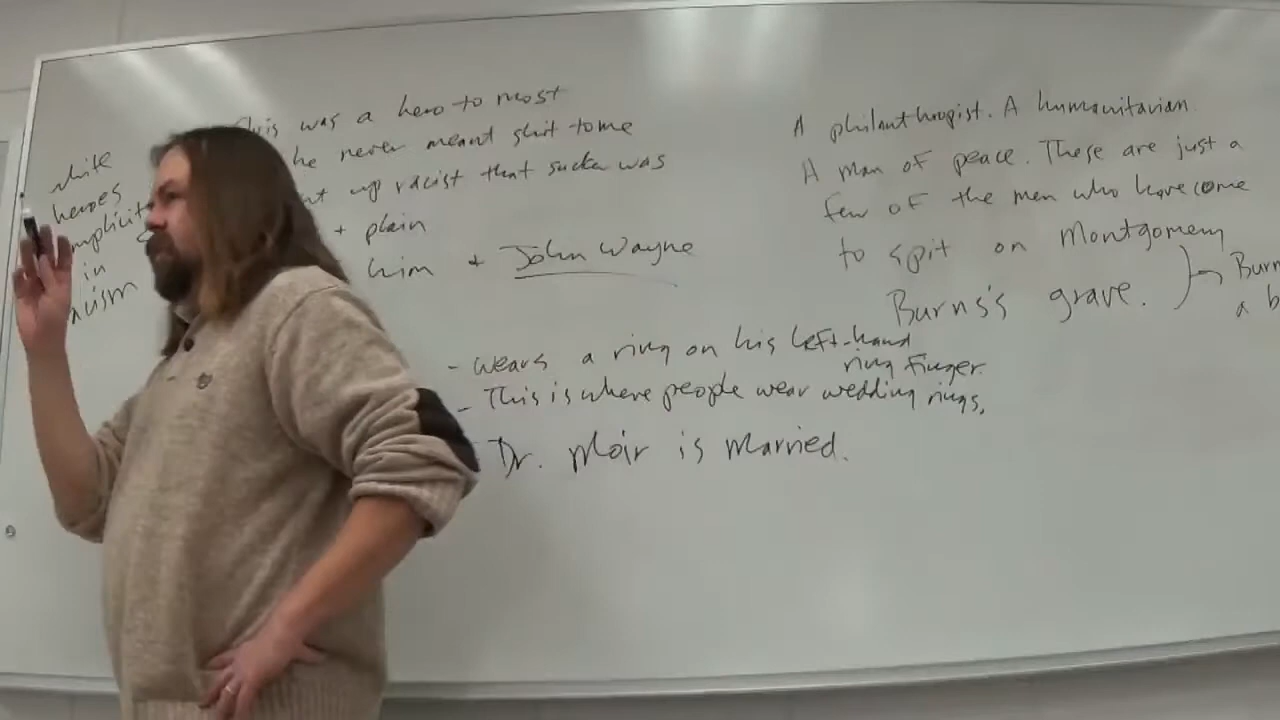 white
heroes
in
was a hero to most
he never meant shit to me
up racist that sucka was
+ plain
him + John Wayne
A philanthropist. A humanitarian.
A man of peace. These are just a
few of the men who have come
to spit on Montgomery
Burns's grave.
- wears a ring on his left-hand
ring finger.
- This is where people wear wedding rings.
Dr. Moir is married.